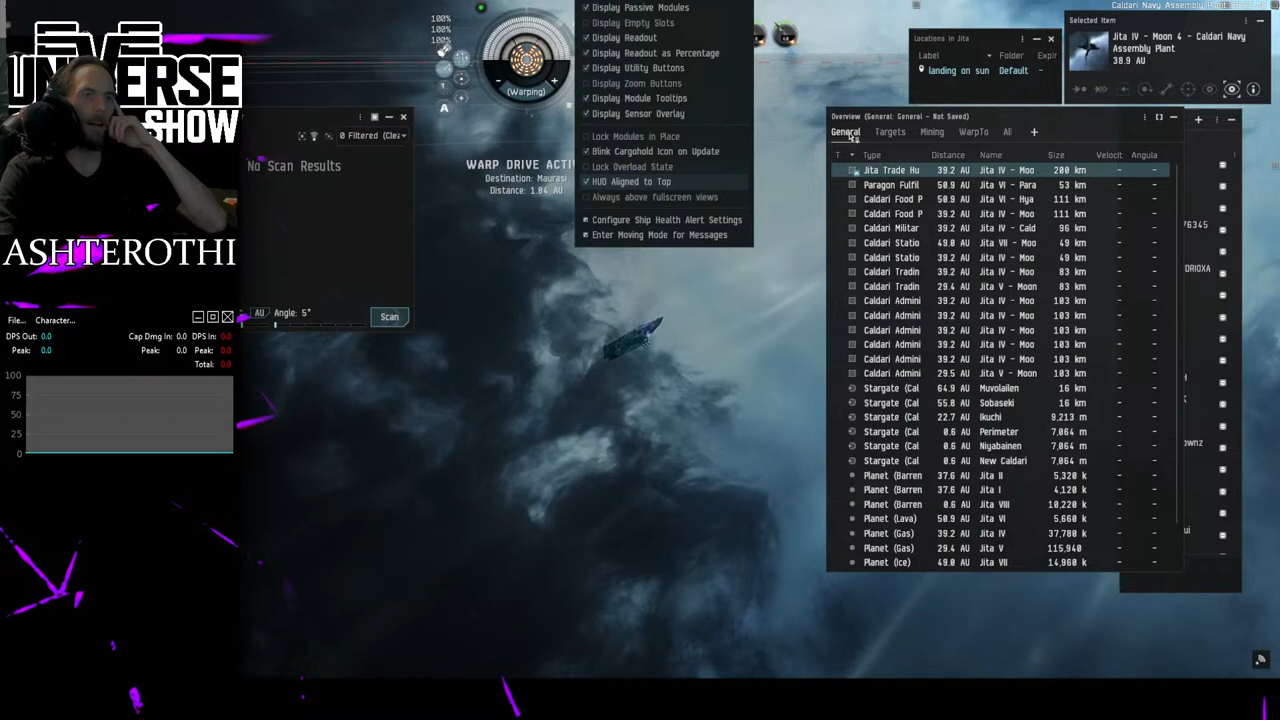 EVE
UNIVERSE
SHOW
ASHTEROTHI
File... Character...
DPS Out: 0.0 Cap Dmg In: 0.0 DPS In: 0.0
Peak: 0.0 Peak: 0.0 Peak: 0.0
Total: 0.0
100
75
50
25
0
0 Filtered (Clea
No Scan Results
AU Angle: 5°
Scan
100%
100%
100%
(Warping)
A
WARP DRIVE ACTI
Destination: Maurasi
Distance: 1.84 AU
Display Passive Modules
Display Empty Slots
Display Readout
Display Readout as Percentage
Display Utility Buttons
Display Zoom Buttons
Display Module Tooltips
Display Sensor Overlay
Lock Modules in Place
Blink Cargohold Icon on Update
Lock Overload State
HUD Aligned to Top
Always above fullscreen views
Configure Ship Health Alert Settings
Enter Moving Mode for Messages
Locations in Jita
Label Folder Expir
landing on sun Default -
Selected Item
Jita IV - Moon 4 - Caldari Navy
Assembly Plant
38.9 AU
Overview (General: General - Not Saved)
General Targets Mining WarpTo All +
T Type Distance Name Size Velocit Angula
Jita Trade Hu 39.2 AU Jita IV - Moo 200 km - -
Paragon Fulfil 50.9 AU Jita VI - Para 53 km - -
Caldari Food P 50.9 AU Jita VI - Hya 111 km - -
Caldari Food P 39.2 AU Jita IV - Moo 111 km - -
Caldari Militar 39.2 AU Jita IV - Cald 96 km - -
Caldari Statio 49.0 AU Jita VII - Moo 49 km - -
Caldari Statio 39.2 AU Jita IV - Moo 49 km - -
Caldari Tradin 39.2 AU Jita IV - Moo 83 km - -
Caldari Tradin 29.4 AU Jita V - Moon 83 km - -
Caldari Admini 39.2 AU Jita IV - Moo 103 km - -
Caldari Admini 39.2 AU Jita IV - Moo 103 km - -
Caldari Admini 39.2 AU Jita IV - Moo 103 km - -
Caldari Admini 39.2 AU Jita IV - Moo 103 km - -
Caldari Admini 39.2 AU Jita IV - Moo 103 km - -
Caldari Admini 29.5 AU Jita V - Moon 103 km - -
Stargate (Cal 64.9 AU Muvolailen 16 km - -
Stargate (Cal 55.8 AU Sobaseki 16 km - -
Stargate (Cal 22.7 AU Ikuchi 9,213 m - -
Stargate (Cal 0.6 AU Perimeter 7,064 m - -
Stargate (Cal 0.6 AU Niyabainen 7,064 m - -
Stargate (Cal 0.6 AU New Caldari 7,064 m - -
Planet (Barren 37.6 AU Jita II 5,320 k - -
Planet (Barren 37.6 AU Jita I 4,120 k - -
Planet (Barren 0.6 AU Jita VIII 10,220 k - -
Planet (Lava) 50.9 AU Jita VI 5,660 k - -
Planet (Gas) 39.2 AU Jita IV 37,780 k - -
Planet (Gas) 29.4 AU Jita V 115,940 - -
Planet (Ice) 49.0 AU Jita VII 14,960 k - -
76345
DRIOXA
ownz
ui